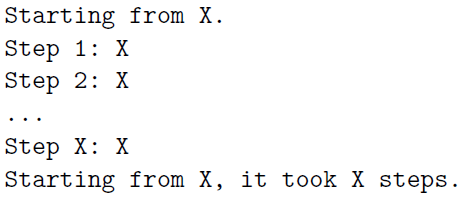 Starting from X.
Step 1: X
Step 2: X
...
Step X: X
Starting from X, it took X steps.